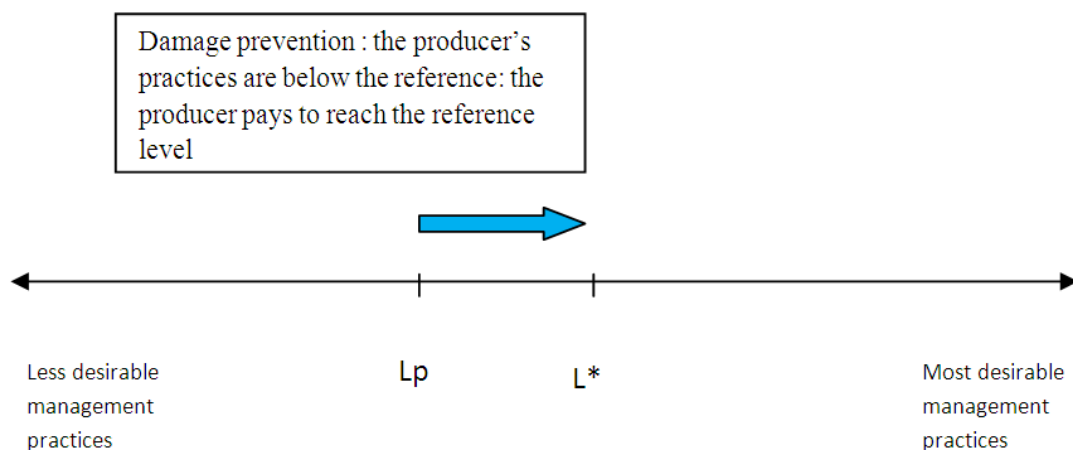 Damage prevention : the producer’s
practices are below the reference: the
producer pays to reach the reference
level
Lp
L*
Less desirable
management
practices
Most desirable
management
practices